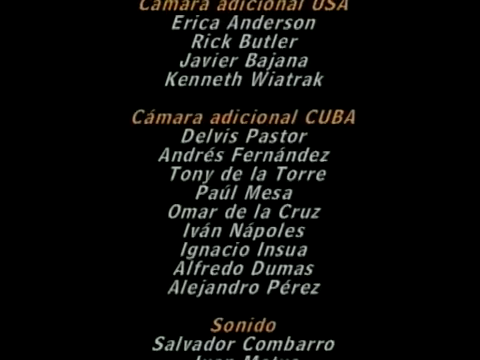 Cámara adicional USA
Erica Anderson
Rick Butler
Javier Bajana
Kenneth Wiatrak
Cámara adicional CUBA
Delvis Pastor
Andrés Fernández
Tony de la Torre
Paúl Mesa
Omar de la Cruz
Iván Nápoles
Ignacio Insua
Alfredo Dumas
Alejandro Pérez
Sonido
Salvador Combarro